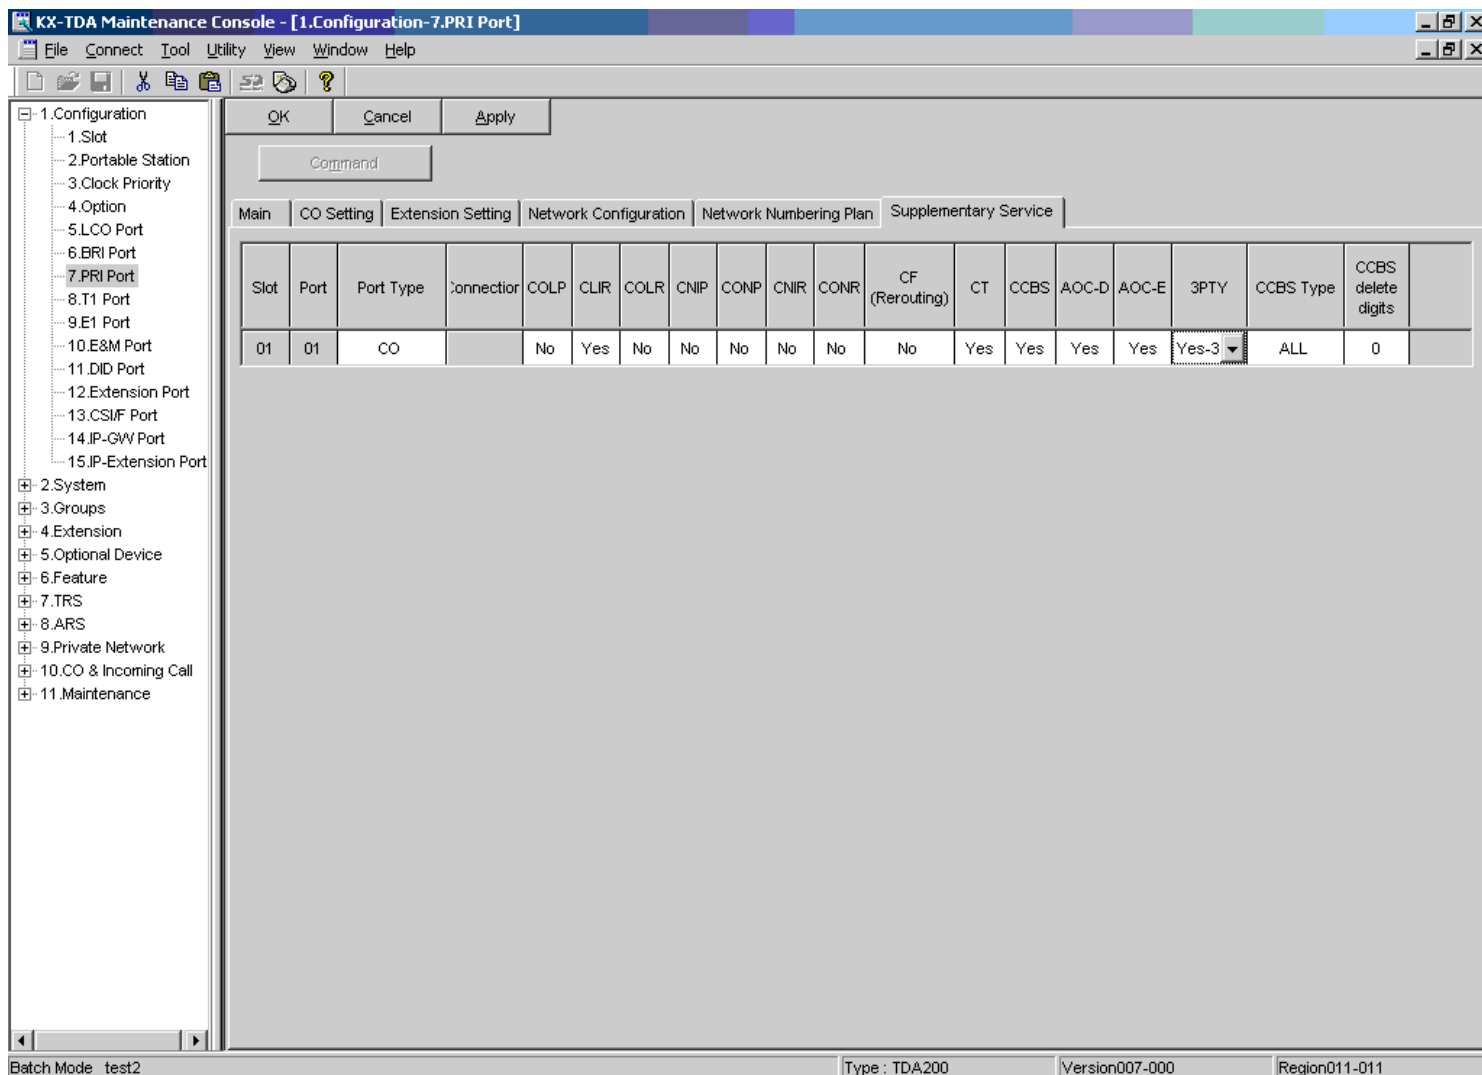 KX-TDA Maintenance Console - [1.Configuration-7.PRI Port]
File Connect Tool Utility View Window Help
1.Configuration
1.Slot
2.Portable Station
3.Clock Priority
4.Option
5.LCO Port
6.BRI Port
7.PRI Port
8.T1 Port
9.E1 Port
10.E&M Port
11.DID Port
12.Extension Port
13.CSI/F Port
14.IP-GW Port
15.IP-Extension Port
2.System
3.Groups
4.Extension
5.Optional Device
6.Feature
7.TRS
8.ARS
9.Private Network
10.CO & Incoming Call
11.Maintenance
OK Cancel Apply
Command
Main CO Setting Extension Setting Network Configuration Network Numbering Plan Supplementary Service
Slot Port Port Type Connection COLP CLIR COLR CNIP CONP CNIR CONR CF (Rerouting) CT CCBS AOC-D AOC-E 3PTY CCBS Type CCBS delete digits
01 01 CO No Yes No No No No No No Yes Yes Yes Yes Yes-3 ALL 0
Batch Mode test2 Type : TDA200 Version007-000 Region011-011